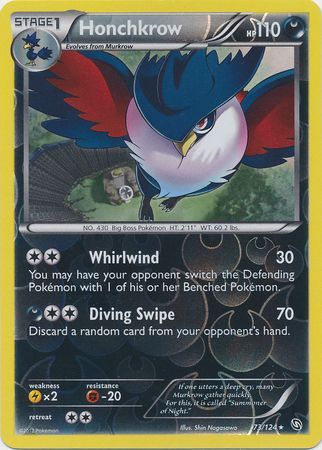 STAGE1
Honchkrow
HP110
Evolves from Murkrow
NO. 430 Big Boss Pokémon HT: 2'11" WT: 60.2 lbs.
Whirlwind 30
You may have your opponent switch the Defending
Pokémon with 1 of his or her Benched Pokémon.
Diving Swipe 70
Discard a random card from your opponent's hand.
weakness
×2
resistance
-20
retreat
If one utters a deep cry, many
Murkrow gather quickly.
For this, it is called "Summoner
of Night."
©2012 Pokémon
Illus. Shin Nagasawa
73/124